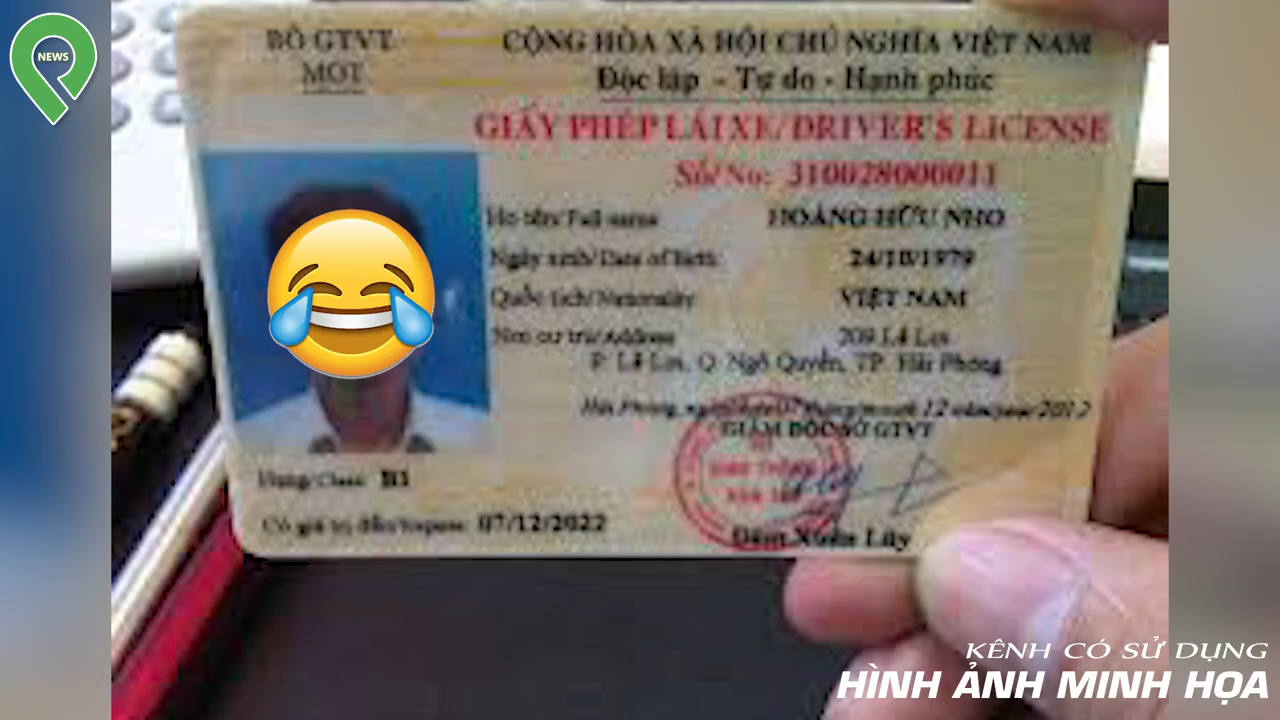 NEWS
BỘ GTVT
MOT
CỘNG HÒA XÃ HỘI CHỦ NGHĨA VIỆT NAM
Độc lập - Tự do - Hạnh phúc
GIẤY PHÉP LÁI XE/DRIVER'S LICENSE
Số/No: 310028000011
Họ tên/Full name HOÀNG HỮU NHO
Ngày sinh/Date of Birth: 24/10/1979
Quốc tịch/Nationality VIỆT NAM
Nơi cư trú/Address 209 Lê Lợi
P. Lê Lợi, Q. Ngô Quyền, TP. Hải Phòng
Hải Phòng, 12 năm/year 2012
GIÁM ĐỐC SỞ GTVT
Hạng/Class B1
Có giá trị đến/Expires: 07/12/2022
KÊNH CÓ SỬ DỤNG
HÌNH ẢNH MINH HỌA